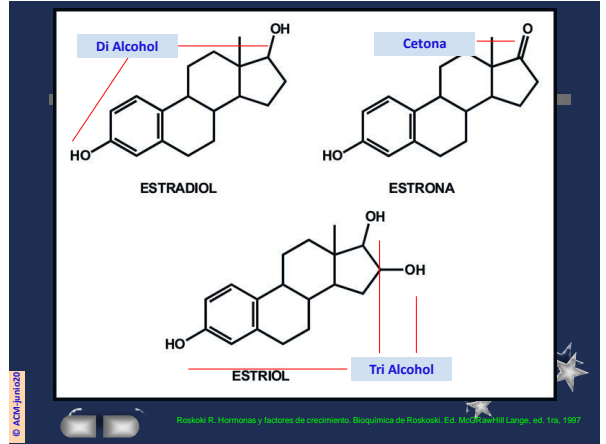 OH
Di Alcohol
HO
ESTRADIOL
O
Cetona
HO
ESTRONA
OH
OH
HO
ESTRIOL
Tri Alcohol
© ACM-junio20
Roskoki R. Hormonas y factores de crecimiento. Bioquímica de Roskoski. Ed. McGRawHill Lange, ed. 1ra, 1997